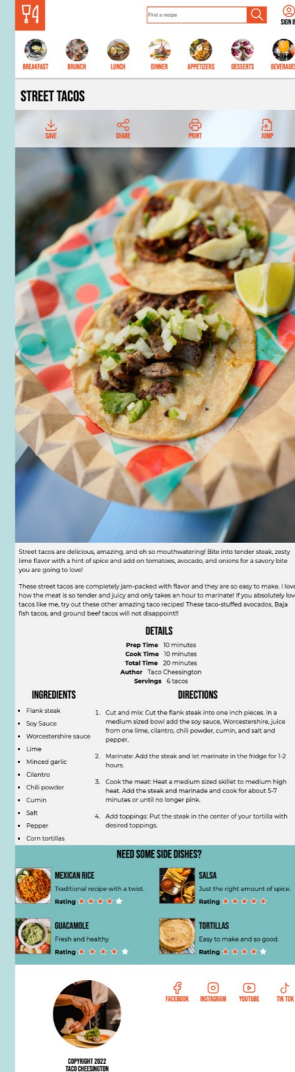 Find a recipe
SIGN I
BREAKFAST
BRUNCH
LUNCH
DINNER
APPETIZERS
DESSERTS
BEVERAGES
STREET TACOS
SAVE
SHARE
PRINT
JUMP
Street tacos are delicious, amazing, and oh so mouthwatering! Bite into tender steak, zesty
lime flavor with a hint of spice and add on tomatoes, avocado, and onions for a savory bite
you are going to love!
These street tacos are completely jam-packed with flavor and they are so easy to make. I love
how the meat is so tender and juicy and only takes an hour to marinate! If you absolutely lov
tacos like me, try out these other amazing taco recipes! These taco-stuffed avocados, Baja
fish tacos, and ground beef tacos will not disappoint!!
DETAILS
Prep Time 10 minutes
Cook Time 10 minutes
Total Time 20 minutes
Author Taco Cheesington
Servings 6 tacos
INGREDIENTS
Flank steak
Soy Sauce
Worcestershire sauce
Lime
Minced garlic
Cilantro
Chili powder
Cumin
Salt
Pepper
Corn tortillas
DIRECTIONS
1. Cut and mix: Cut the flank steak into one inch pieces. In a
medium sized bowl add the soy sauce, Worcestershire, juice
from one lime, cilantro, chili powder, cumin, and salt and
pepper.
2. Marinate: Add the steak and let marinate in the fridge for 1-2
hours.
3. Cook the meat: Heat a medium sized skillet to medium high
heat. Add the steak and marinade and cook for about 5-7
minutes or until no longer pink.
4. Add toppings: Put the steak in the center of your tortilla with
desired toppings.
NEED SOME SIDE DISHES?
MEXICAN RICE
Traditional recipe with a twist.
Rating
SALSA
Just the right amount of spice.
Rating
GUACAMOLE
Fresh and healthy
Rating
TORTILLAS
Easy to make and so good.
Rating
FACEBOOK
INSTAGRAM
YOUTUBE
TIK TOK
COPYRIGHT 2022
TACO CHEESINGTON